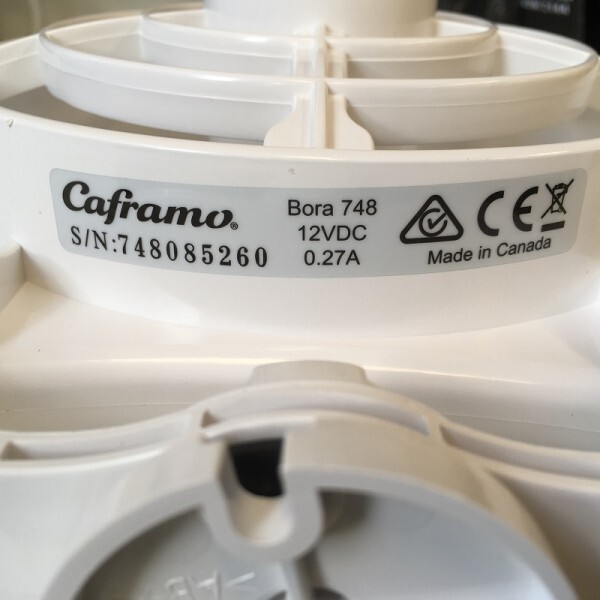 Caframo®
S/N:748085260
Bora 748
12VDC
0.27A
CE
Made in Canada